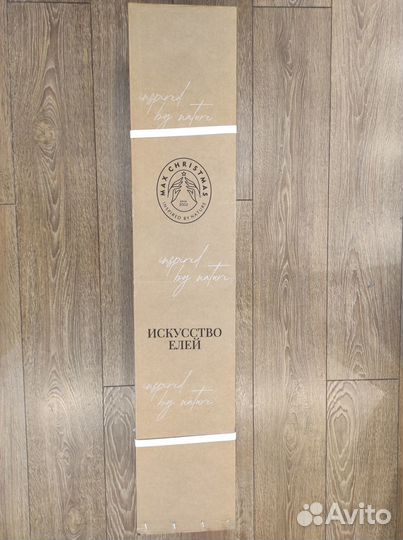 inspired
by nature
MAX CHRISTMAS
INSPIRED BY NATURE
inspired
by nature
ИСКУССТВО
ЕЛЕЙ
inspired
by nature
Avito